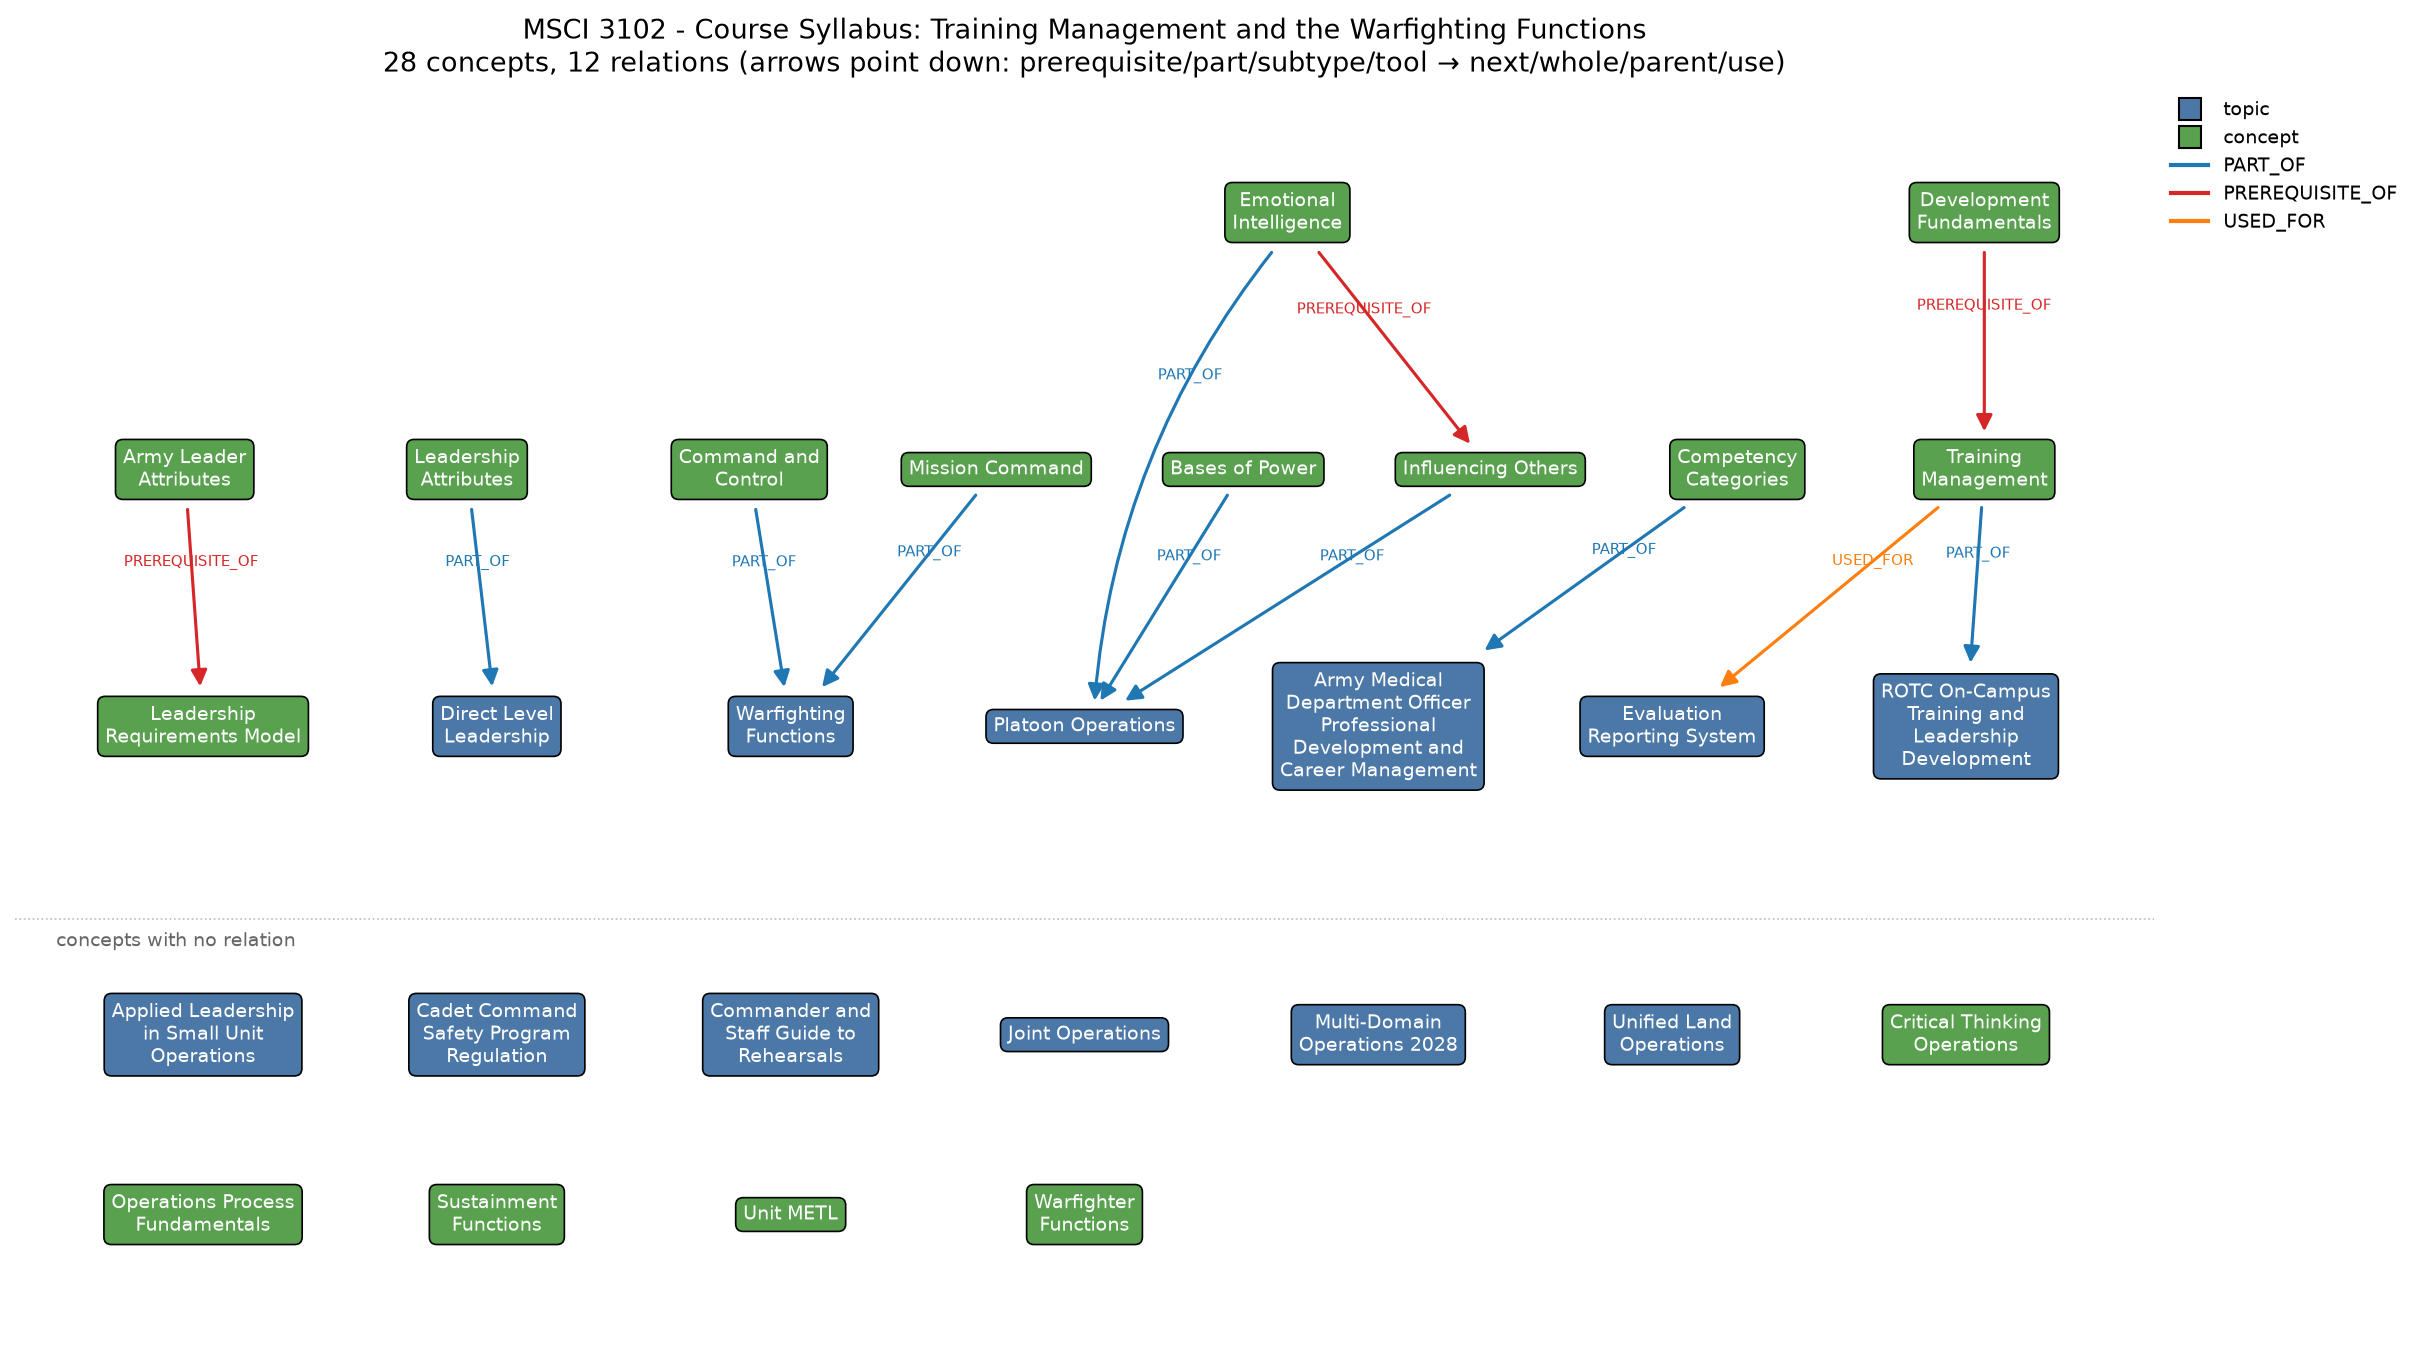 MSCI 3102 - Course Syllabus: Training Management and the Warfighting Functions
28 concepts, 12 relations (arrows point down: prerequisite/part/subtype/tool → next/whole/parent/use)
topic
concept
PART_OF
PREREQUISITE_OF
USED_FOR
Emotional
Intelligence
Development
Fundamentals
PREREQUISITE_OF
PREREQUISITE_OF
PART_OF
Army Leader
Attributes
Leadership
Attributes
Command and
Control
Mission Command
Bases of Power
Influencing Others
Competency
Categories
Training
Management
PREREQUISITE_OF
PART_OF
PART_OF
PART_OF
PART_OF
PART_OF
PART_OF
USED_FOR
PART_OF
Leadership
Requirements Model
Direct Level
Leadership
Warfighting
Functions
Platoon Operations
Army Medical
Department Officer
Professional
Development and
Career Management
Evaluation
Reporting System
ROTC On-Campus
Training and
Leadership
Development
concepts with no relation
Applied Leadership
in Small Unit
Operations
Cadet Command
Safety Program
Regulation
Commander and
Staff Guide to
Rehearsals
Joint Operations
Multi-Domain
Operations 2028
Unified Land
Operations
Critical Thinking
Operations
Operations Process
Fundamentals
Sustainment
Functions
Unit METL
Warfighter
Functions